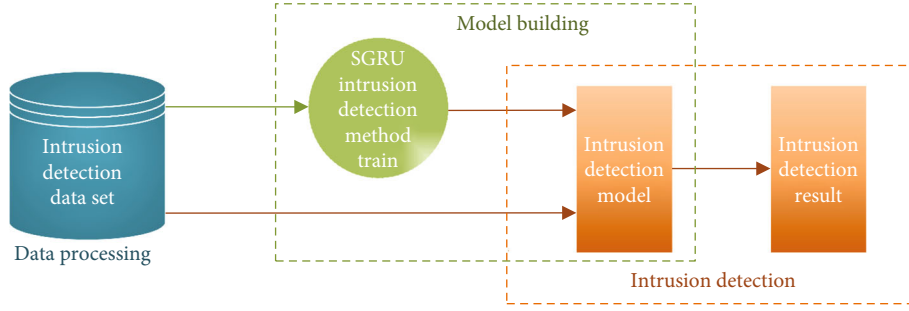 Model building
SGRU
intrusion
detection
method
train
Intrusion
detection
data set
Intrusion
detection
model
Intrusion
detection
result
Data processing
Intrusion detection